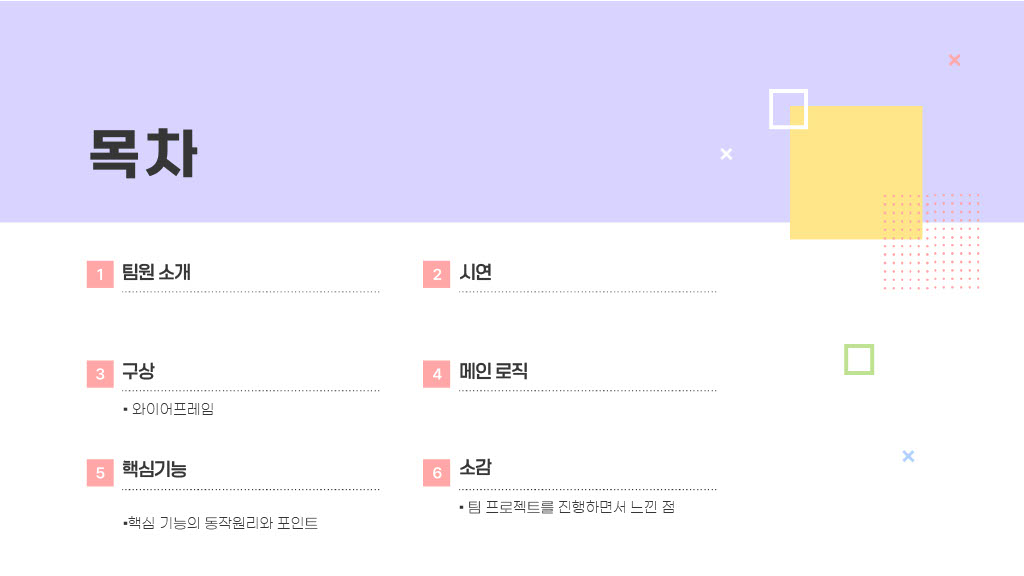 목차
1 팀원 소개
2 시연
3 구상
▪ 와이어프레임
4 메인 로직
5 핵심기능
▪핵심 기능의 동작원리와 포인트
6 소감
▪ 팀 프로젝트를 진행하면서 느낀 점